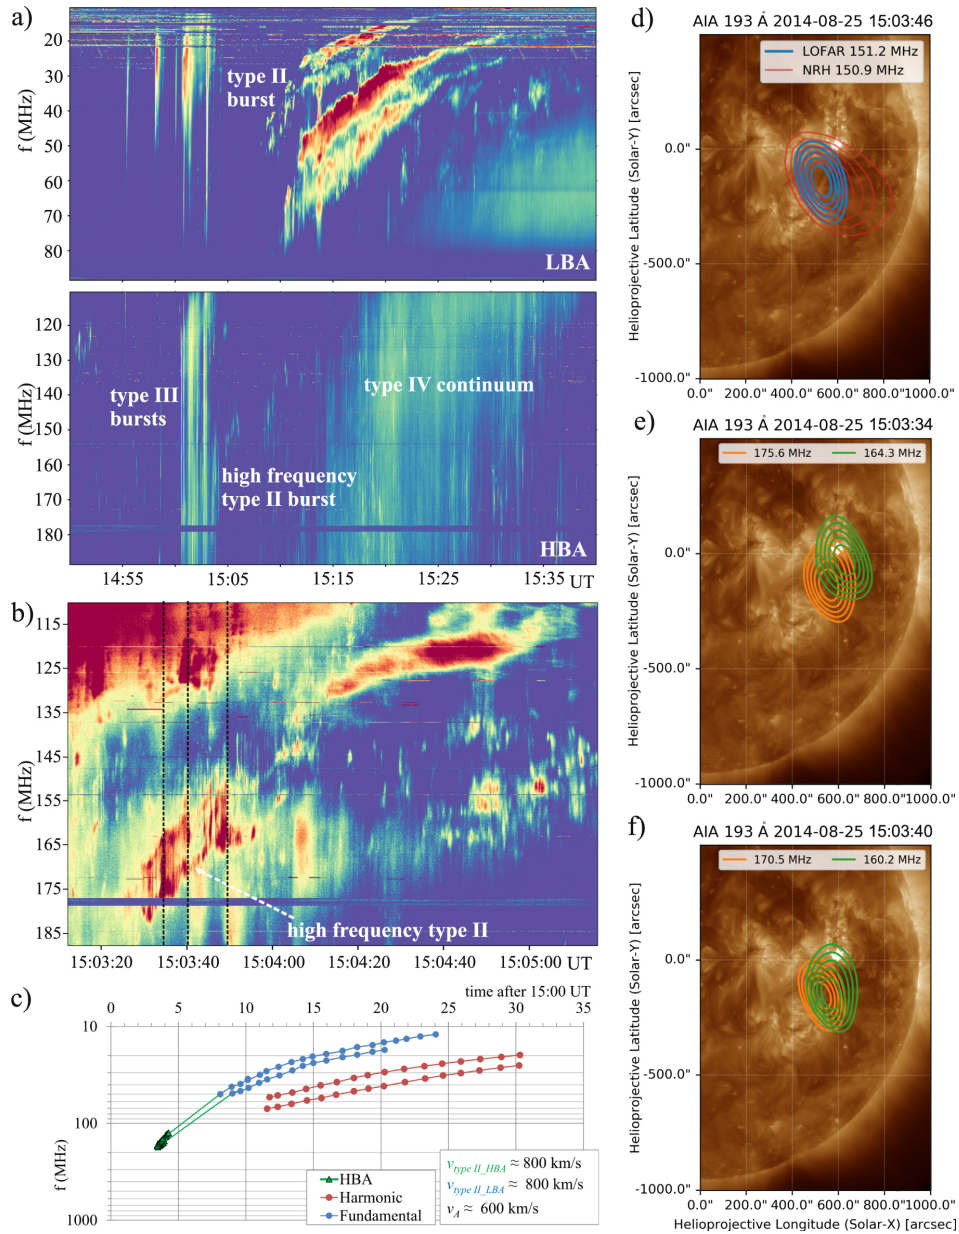 a)
20
30
40
50
60
70
80
f (MHz)
type II
burst
LBA
120
130
140
150
160
170
180
f (MHz)
type III
bursts
type IV continuum
high frequency
type II burst
HBA
14:55
15:05
15:15
15:25
15:35
UT
b)
115
125
135
145
155
165
175
185
f (MHz)
high frequency type II
15:03:20
15:03:40
15:04:00
15:04:20
15:04:40
15:05:00
UT
c)
time after 15:00 UT
0
5
10
15
20
25
30
35
10
100
1000
f (MHz)
HBA
Harmonic
Fundamental
vtype II_HBA ≈ 800 km/s
vtype II_LBA ≈ 800 km/s
vA ≈ 600 km/s
d)
AIA 193 Å 2014-08-25 15:03:46
LOFAR 151.2 MHz
NRH 150.9 MHz
Helioprojective Latitude (Solar-Y) [arcsec]
0.0"
-500.0"
-1000.0"
0.0"
200.0"
400.0"
600.0"
800.0"
1000.0"
e)
AIA 193 Å 2014-08-25 15:03:34
175.6 MHz
164.3 MHz
Helioprojective Latitude (Solar-Y) [arcsec]
0.0"
-500.0"
-1000.0"
0.0"
200.0"
400.0"
600.0"
800.0"
1000.0"
f)
AIA 193 Å 2014-08-25 15:03:40
170.5 MHz
160.2 MHz
Helioprojective Latitude (Solar-Y) [arcsec]
0.0"
-500.0"
-1000.0"
0.0"
200.0"
400.0"
600.0"
800.0"
1000.0"
Helioprojective Longitude (Solar-X) [arcsec]